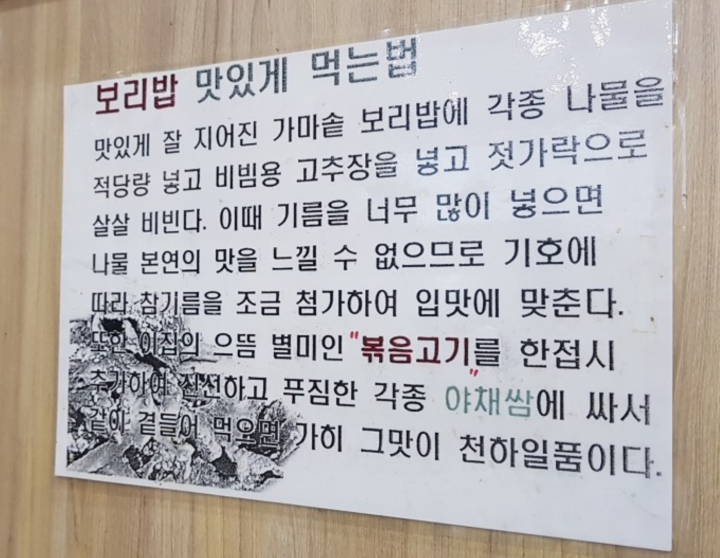 보리밥 맛있게 먹는법
맛있게 잘 지어진 가마솥 보리밥에 각종 나물을
적당량 넣고 비빔용 고추장을 넣고 젓가락으로
살살 비빈다. 이때 기름을 너무 많이 넣으면
나물 본연의 맛을 느낄 수 없으므로 기호에
따라 참기름을 조금 첨가하여 입맛에 맞춘다.
또한 이집의 으뜸 별미인 "볶음고기"를 한접시
추가하여 신선하고 푸짐한 각종 야채쌈에 싸서
같이 곁들어 먹으면 가히 그맛이 천하일품이다.